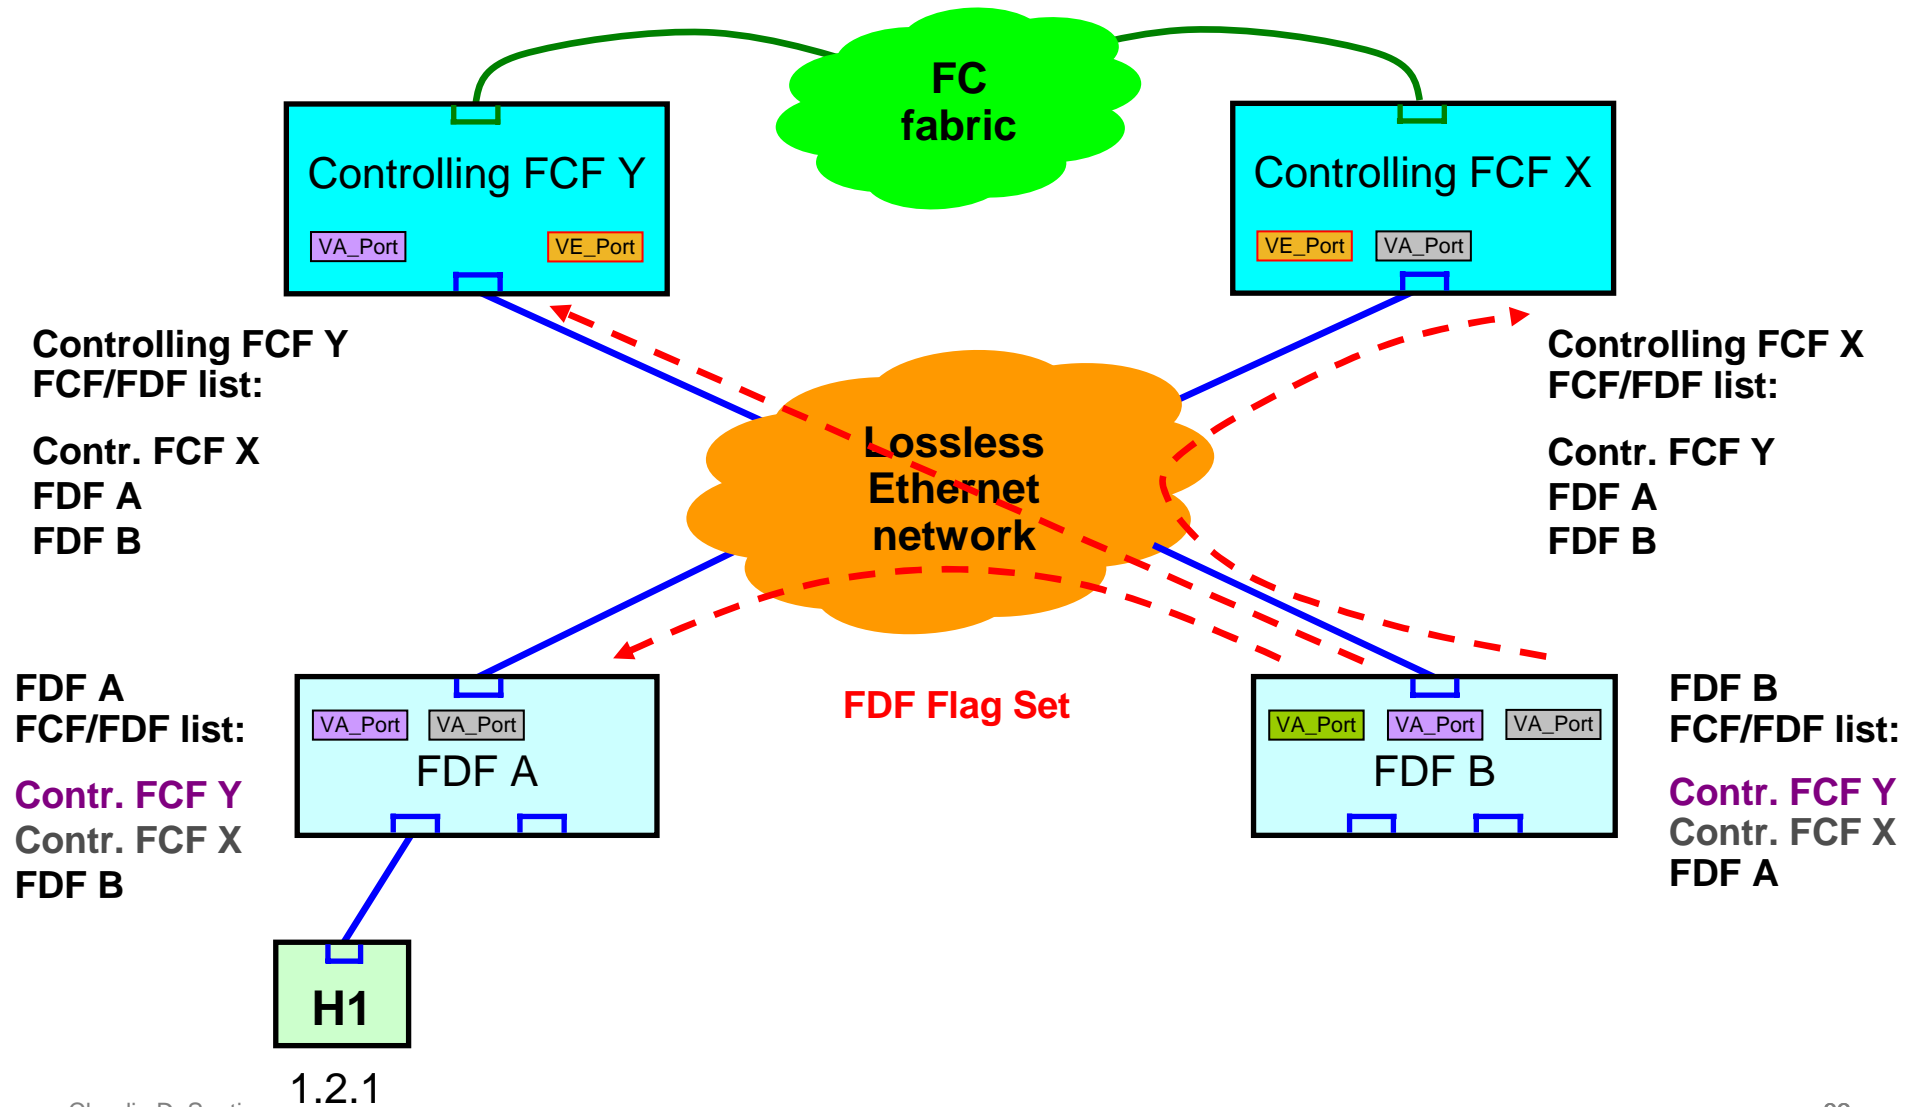 FC
fabric
Controlling FCF Y
VA_Port
VE_Port
Controlling FCF X
VE_Port
VA_Port
Controlling FCF Y
FCF/FDF list:
Contr. FCF X
FDF A
FDF B
Lossless
Ethernet
network
Controlling FCF X
FCF/FDF list:
Contr. FCF Y
FDF A
FDF B
FDF A
FCF/FDF list:
Contr. FCF Y
Contr. FCF X
FDF B
VA_Port
VA_Port
FDF A
FDF Flag Set
VA_Port
VA_Port
VA_Port
FDF B
FDF B
FCF/FDF list:
Contr. FCF Y
Contr. FCF X
FDF A
H1
1.2.1